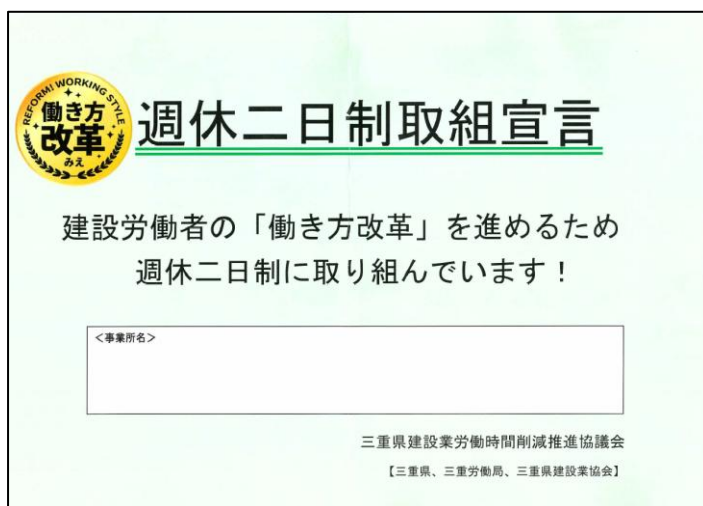 REFORM! WORKING STYLE
働き方
改革
みえ
週休二日制取組宣言
建設労働者の「働き方改革」を進めるため
週休二日制に取り組んでいます！
＜事業所名＞
三重県建設業労働時間削減推進協議会
【三重県、三重労働局、三重県建設業協会】